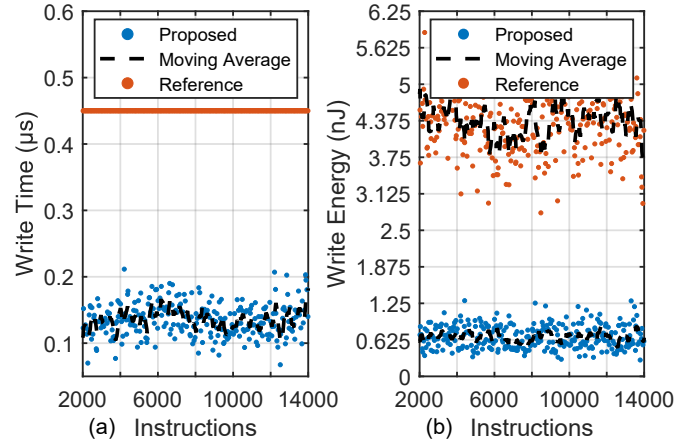 0.6
0.5
0.4
0.3
0.2
0.1
Write Time (μs)
Proposed
Moving Average
Reference
2000 6000 10000 14000
(a) Instructions
6.25
5.625
5
4.375
3.75
3.125
2.5
1.875
1.25
0.625
0
Write Energy (nJ)
Proposed
Moving Average
Reference
2000 6000 10000 14000
(b) Instructions